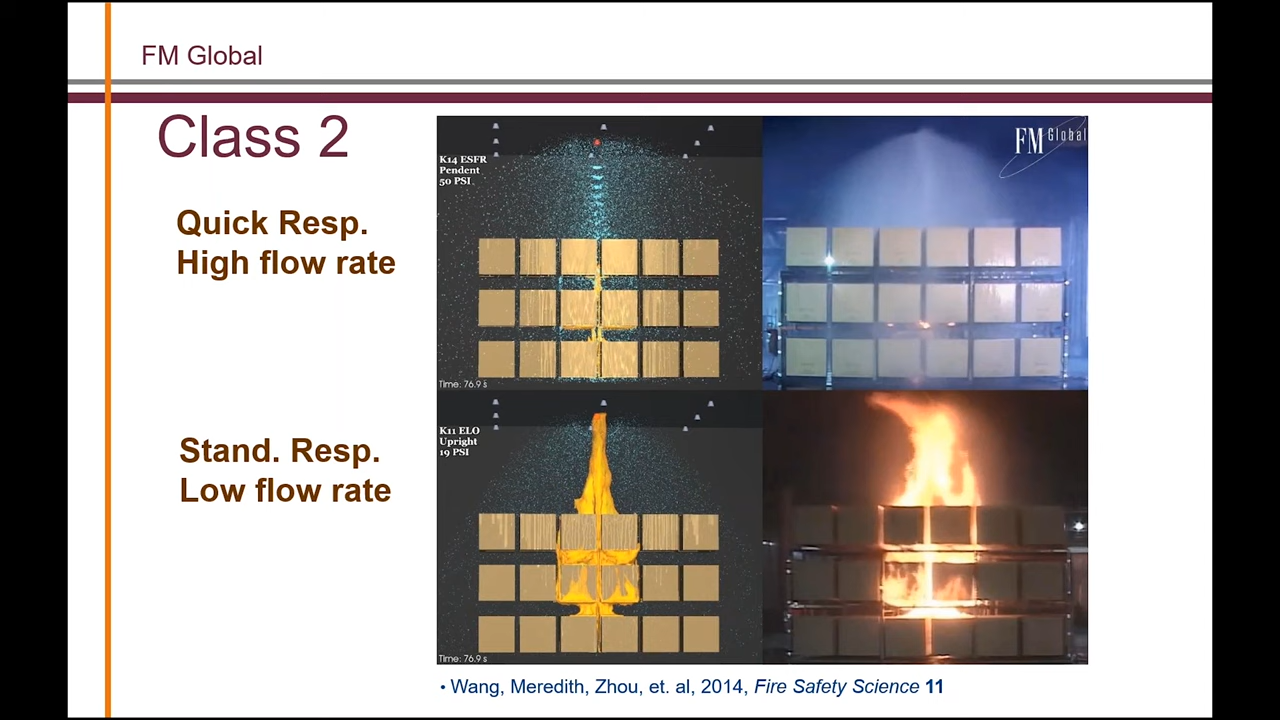 FM Global
Class 2
Quick Resp.
High flow rate
K14 ESFR
Pendent
50 PSI
FM Global
Time: 76.9 s
Stand. Resp.
Low flow rate
K11 ELO
Upright
19 PSI
Time: 76.9 s
• Wang, Meredith, Zhou, et. al, 2014, Fire Safety Science 11